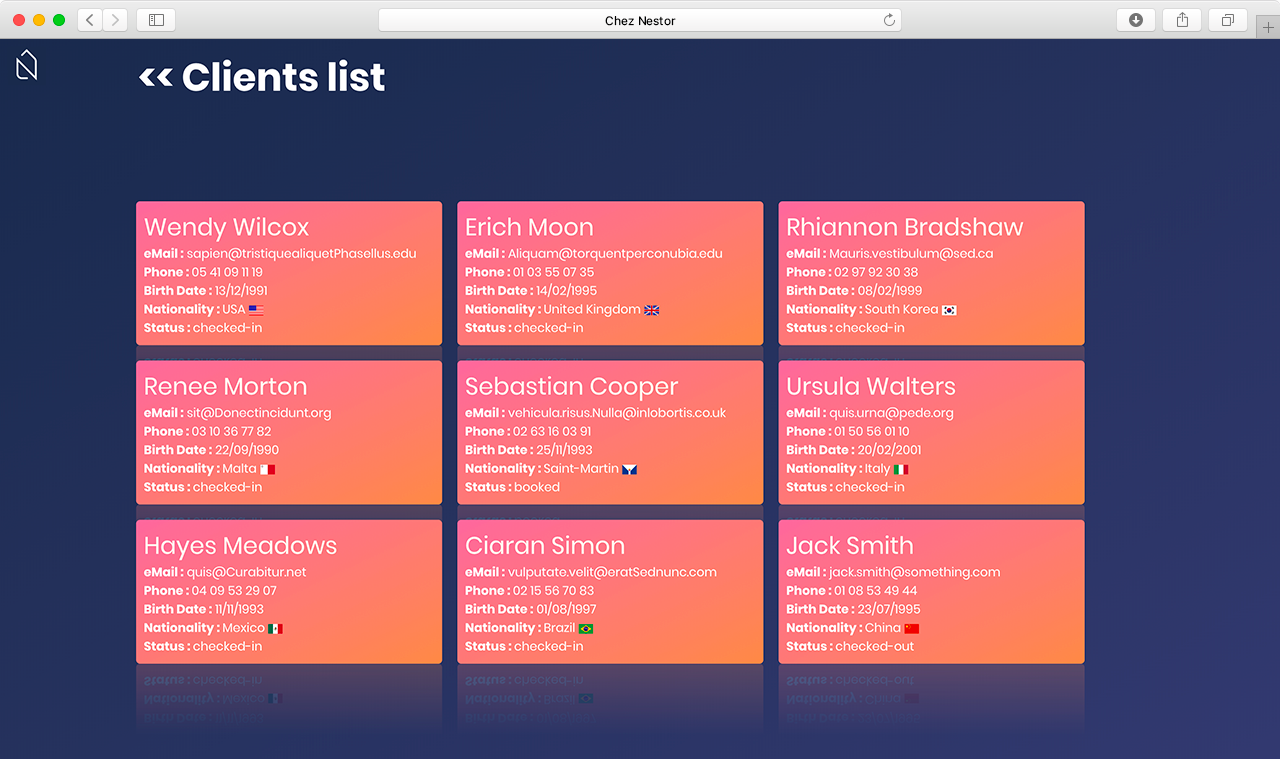 Chez Nestor
<< Clients list
Wendy Wilcox
eMail : sapien@tristiquealiquetPhasellus.edu
Phone : 05 41 09 11 19
Birth Date : 13/12/1991
Nationality : USA 🇺🇸
Status : checked-in
Erich Moon
eMail : Aliquam@torquentperconubia.edu
Phone : 01 03 55 07 35
Birth Date : 14/02/1995
Nationality : United Kingdom 🇬🇧
Status : checked-in
Rhiannon Bradshaw
eMail : Mauris.vestibulum@sed.ca
Phone : 02 97 92 30 38
Birth Date : 08/02/1999
Nationality : South Korea 🇰🇷
Status : checked-in
Renee Morton
eMail : sit@Donectincidunt.org
Phone : 03 10 36 77 82
Birth Date : 22/09/1990
Nationality : Malta 🇲🇹
Status : checked-in
Sebastian Cooper
eMail : vehicula.risus.Nulla@inlobortis.co.uk
Phone : 02 63 16 03 91
Birth Date : 25/11/1993
Nationality : Saint-Martin
Status : booked
Ursula Walters
eMail : quis.urna@pede.org
Phone : 01 50 56 01 10
Birth Date : 20/02/2001
Nationality : Italy 🇮🇹
Status : checked-in
Hayes Meadows
eMail : quis@Curabitur.net
Phone : 04 09 53 29 07
Birth Date : 11/11/1993
Nationality : Mexico 🇲🇽
Status : checked-in
Ciaran Simon
eMail : vulputate.velit@eratSednunc.com
Phone : 02 15 56 70 83
Birth Date : 01/08/1997
Nationality : Brazil 🇧🇷
Status : checked-in
Jack Smith
eMail : jack.smith@something.com
Phone : 01 08 53 49 44
Birth Date : 23/07/1995
Nationality : China 🇨🇳
Status : checked-out